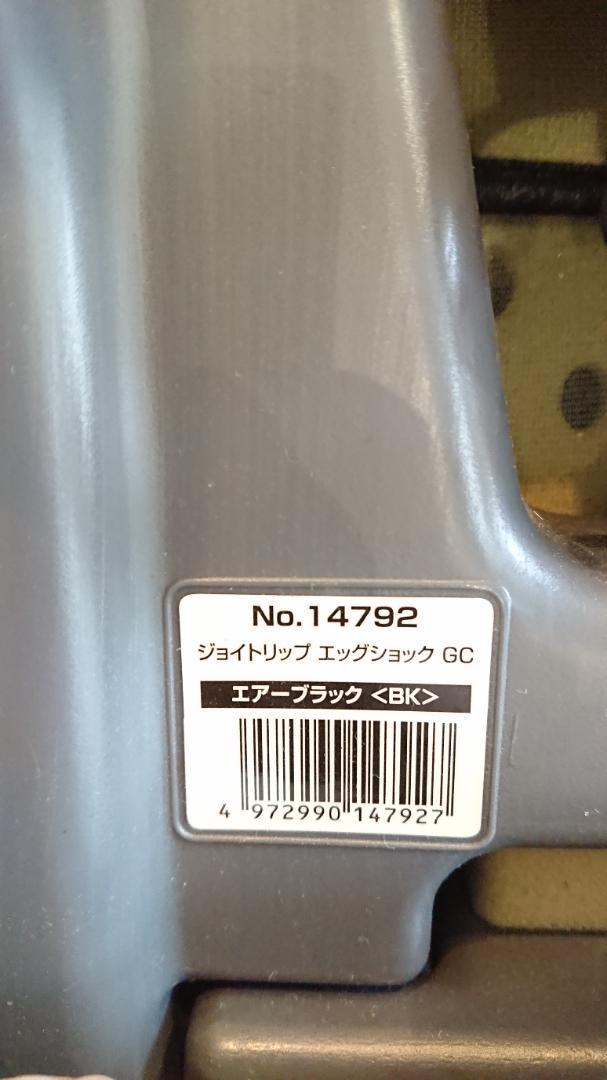 No.14792
ジョイトリップ エッグショック GC
エアーブラック <BK>
4 972990 147927